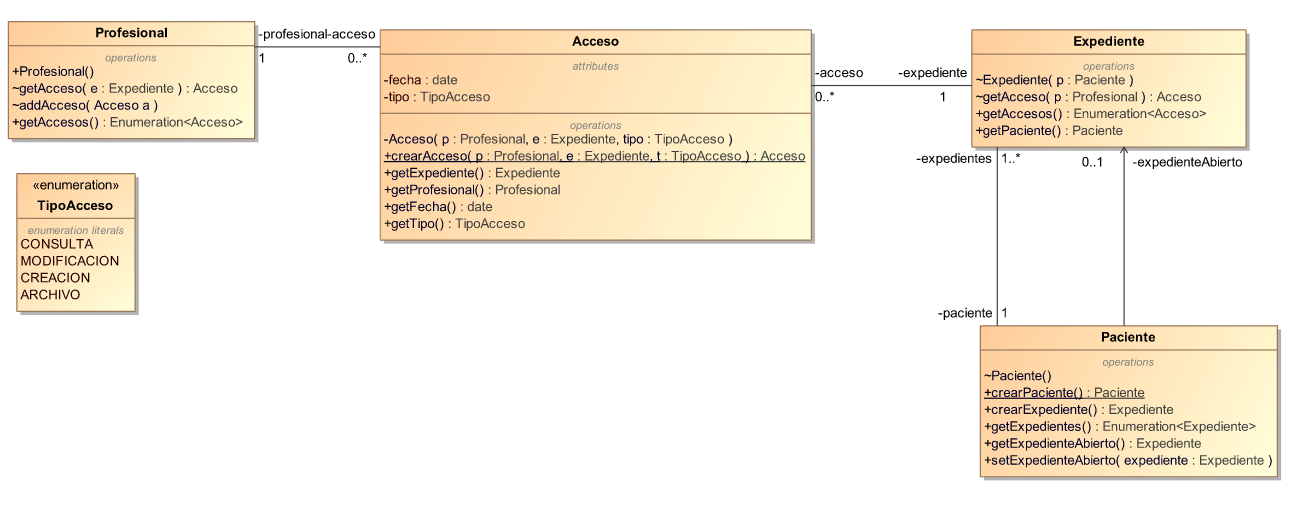 Profesional
operations
+Profesional()
~getAcceso( e : Expediente ) : Acceso
~addAcceso( Acceso a )
+getAccesos() : Enumeration<Acceso>
-profesional
-acceso
1
0..*
Acceso
attributes
-fecha : date
-tipo : TipoAcceso
operations
-Acceso( p : Profesional, e : Expediente, tipo : TipoAcceso )
+crearAcceso( p : Profesional, e : Expediente, t : TipoAcceso ) : Acceso
+getExpediente() : Expediente
+getProfesional() : Profesional
+getFecha() : date
+getTipo() : TipoAcceso
-acceso
-expediente
0..*
1
Expediente
operations
~Expediente( p : Paciente )
~getAcceso( p : Profesional ) : Acceso
+getAccesos() : Enumeration<Acceso>
+getPaciente() : Paciente
-expedientes
1..*
0..1
-expedienteAbierto
«enumeration»
TipoAcceso
enumeration literals
CONSULTA
MODIFICACION
CREACION
ARCHIVO
-paciente
1
Paciente
operations
~Paciente()
+crearPaciente() : Paciente
+crearExpediente() : Expediente
+getExpedientes() : Enumeration<Expediente>
+getExpedienteAbierto() : Expediente
+setExpedienteAbierto( expediente : Expediente )